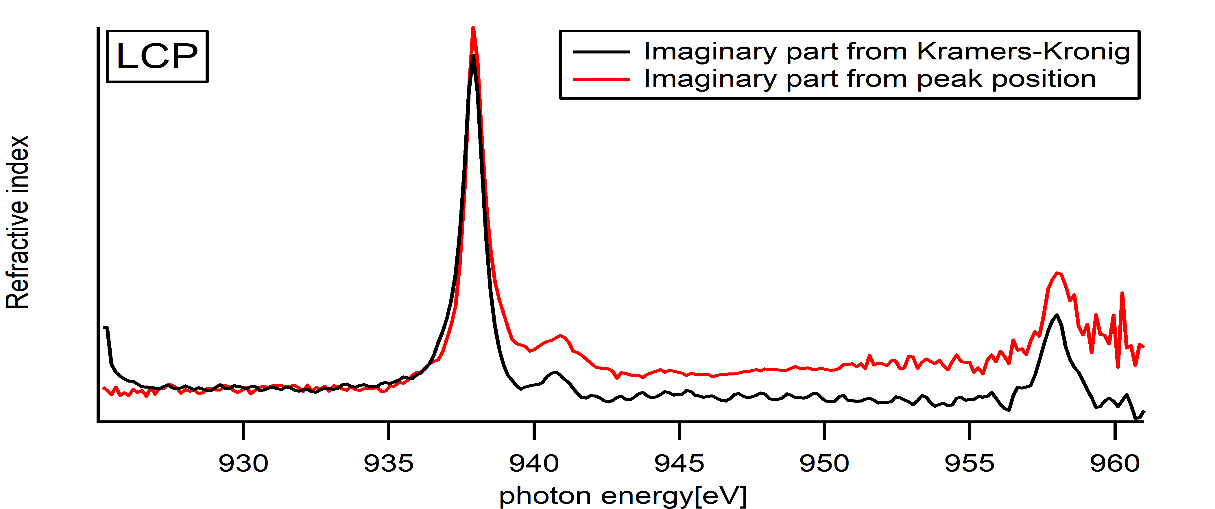 LCP
Imaginary part from Kramers-Kronig
Imaginary part from peak position
Refractive index
930 935 940 945 950 955 960
photon energy[eV]